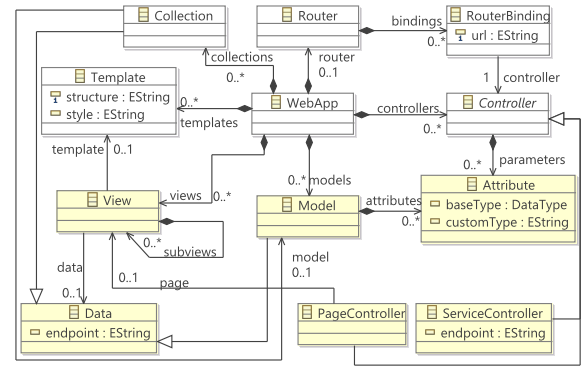 Collection
Router
bindings
0..*
RouterBinding
url : EString
collections
0..*
router
0..1
1
controller
Template
structure : EString
style : EString
0..*
templates
WebApp
controllers
0..*
Controller
template
0..1
0..*
parameters
views
0..*
0..*
models
View
Model
attributes
0..*
Attribute
baseType : DataType
customType : EString
0..*
subviews
data
0..1
0..1
page
model
0..1
Data
endpoint : EString
PageController
ServiceController
endpoint : EString